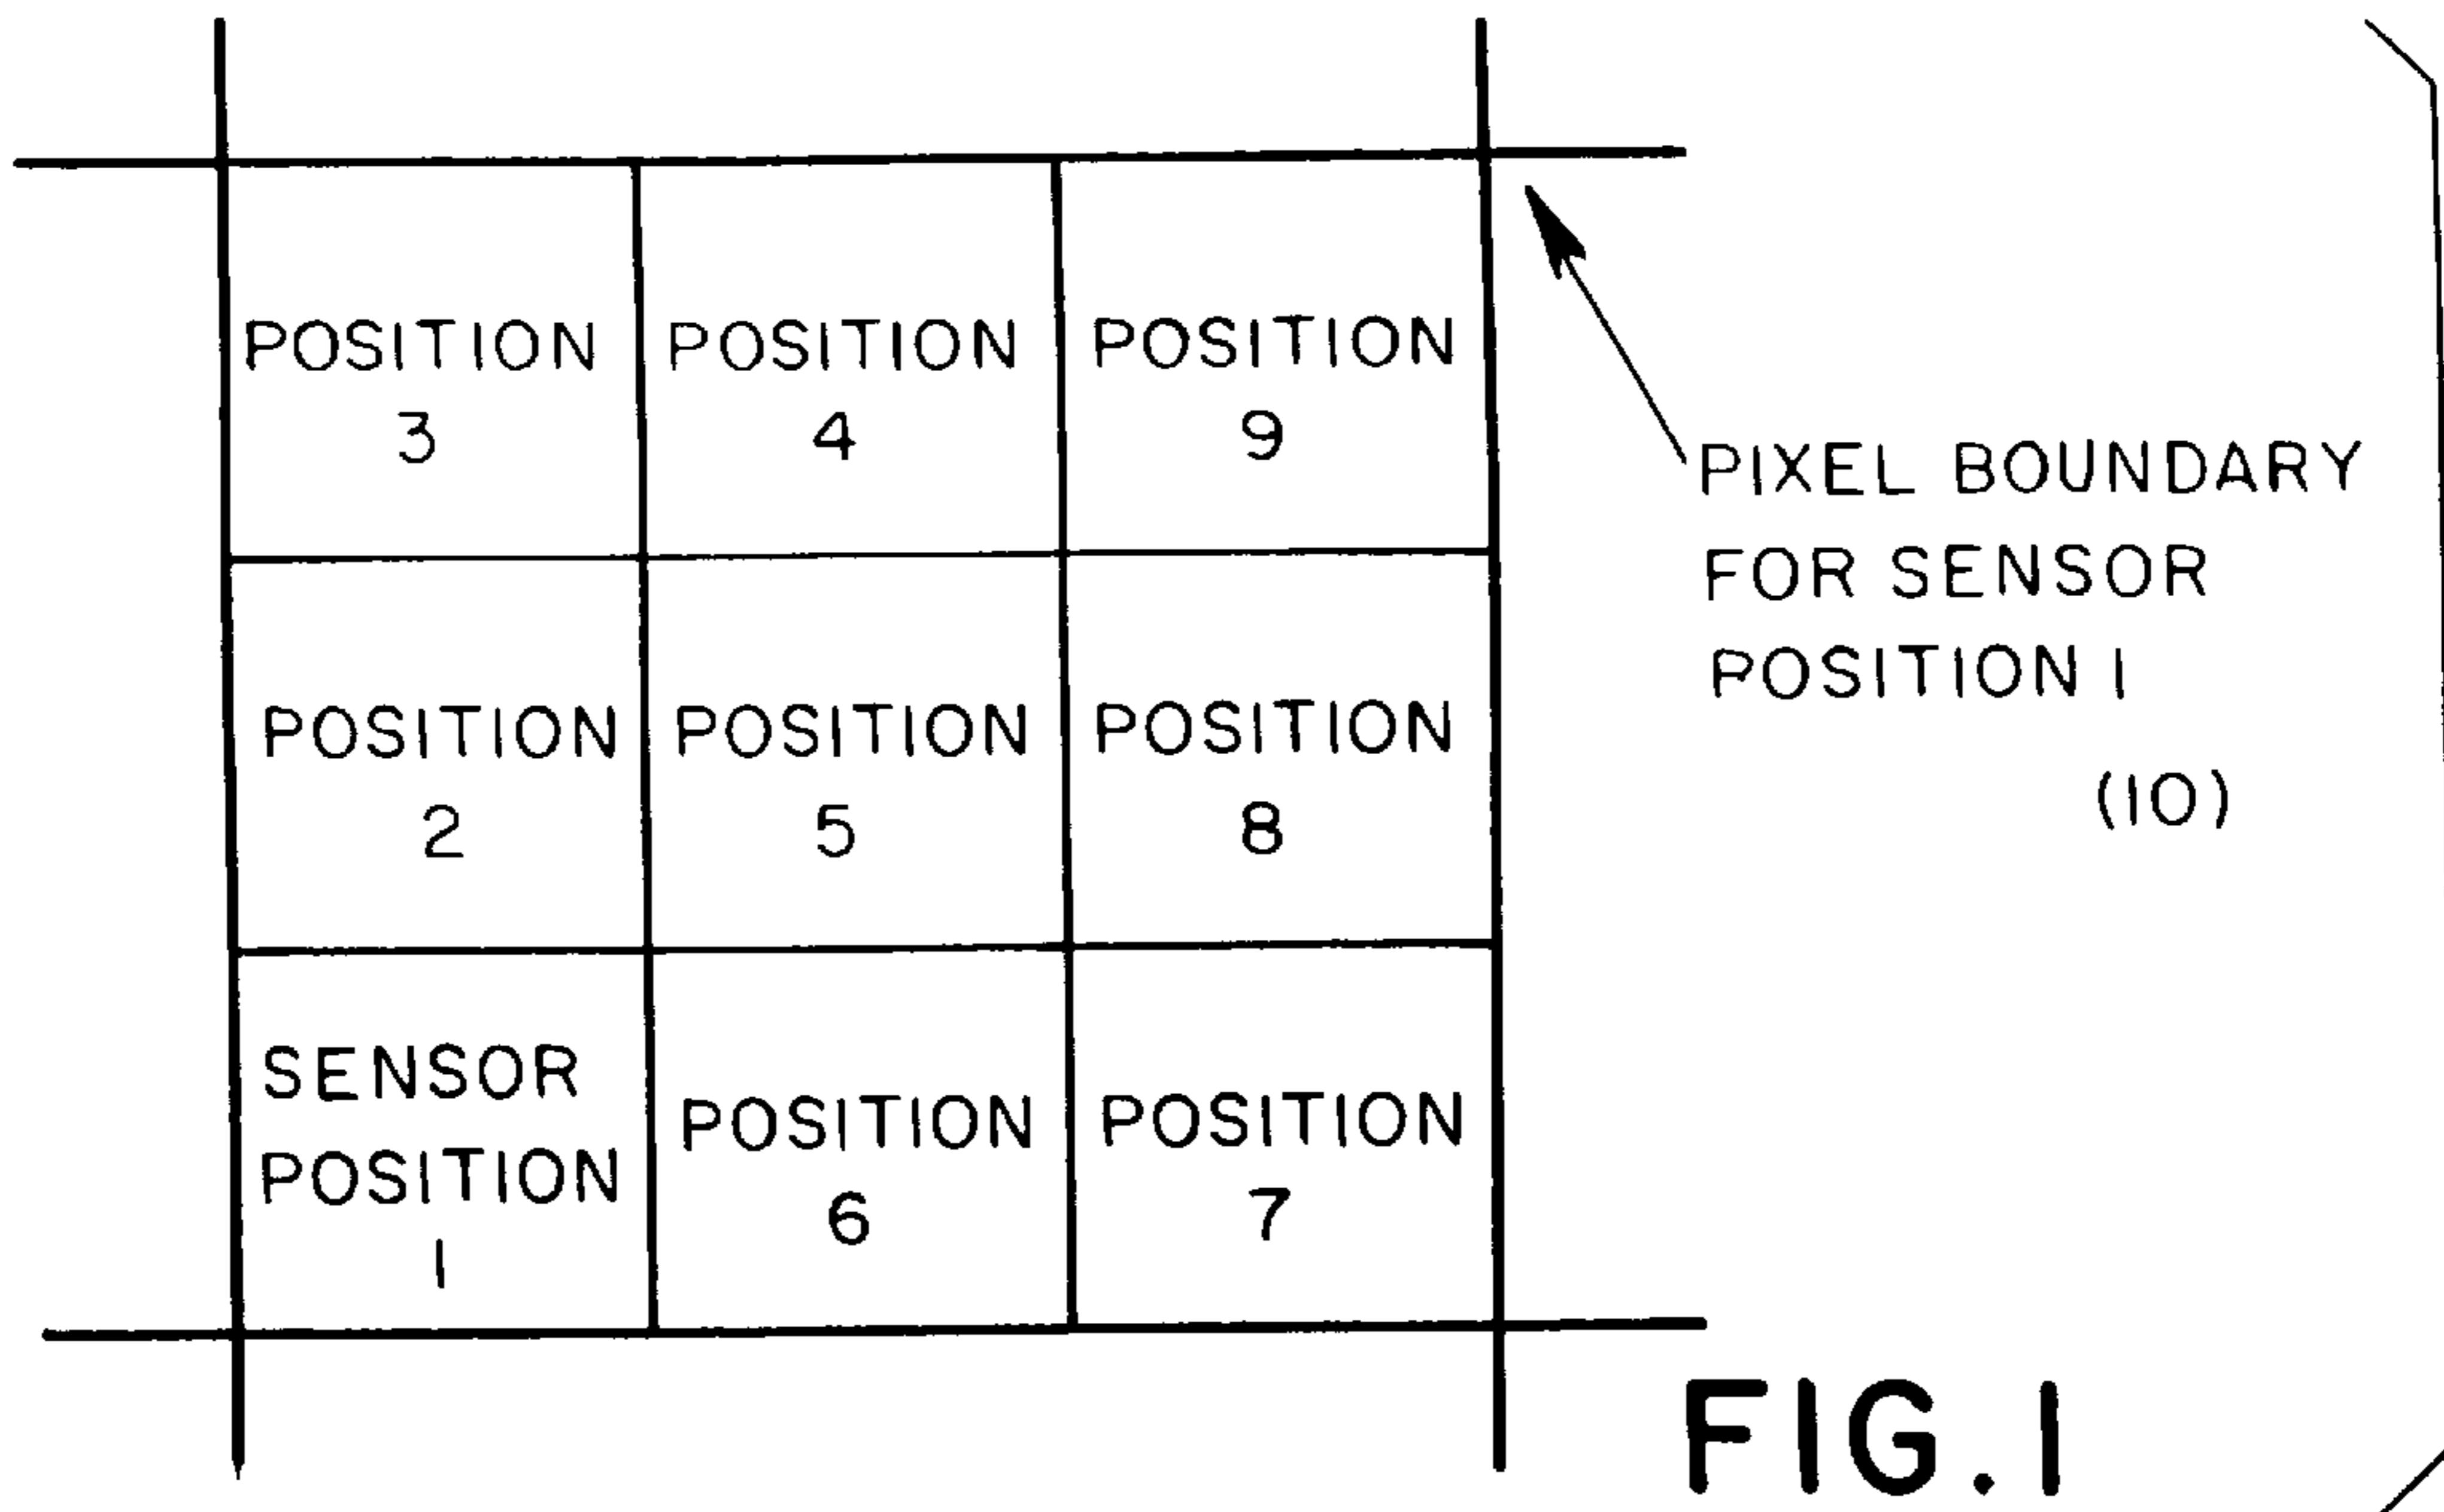 POSITION
3
POSITION
4
POSITION
9
PIXEL BOUNDARY
FOR SENSOR
POSITION 1
(10)
POSITION
2
POSITION
5
POSITION
8
SENSOR
POSITION
1
POSITION
6
POSITION
7
FIG.1